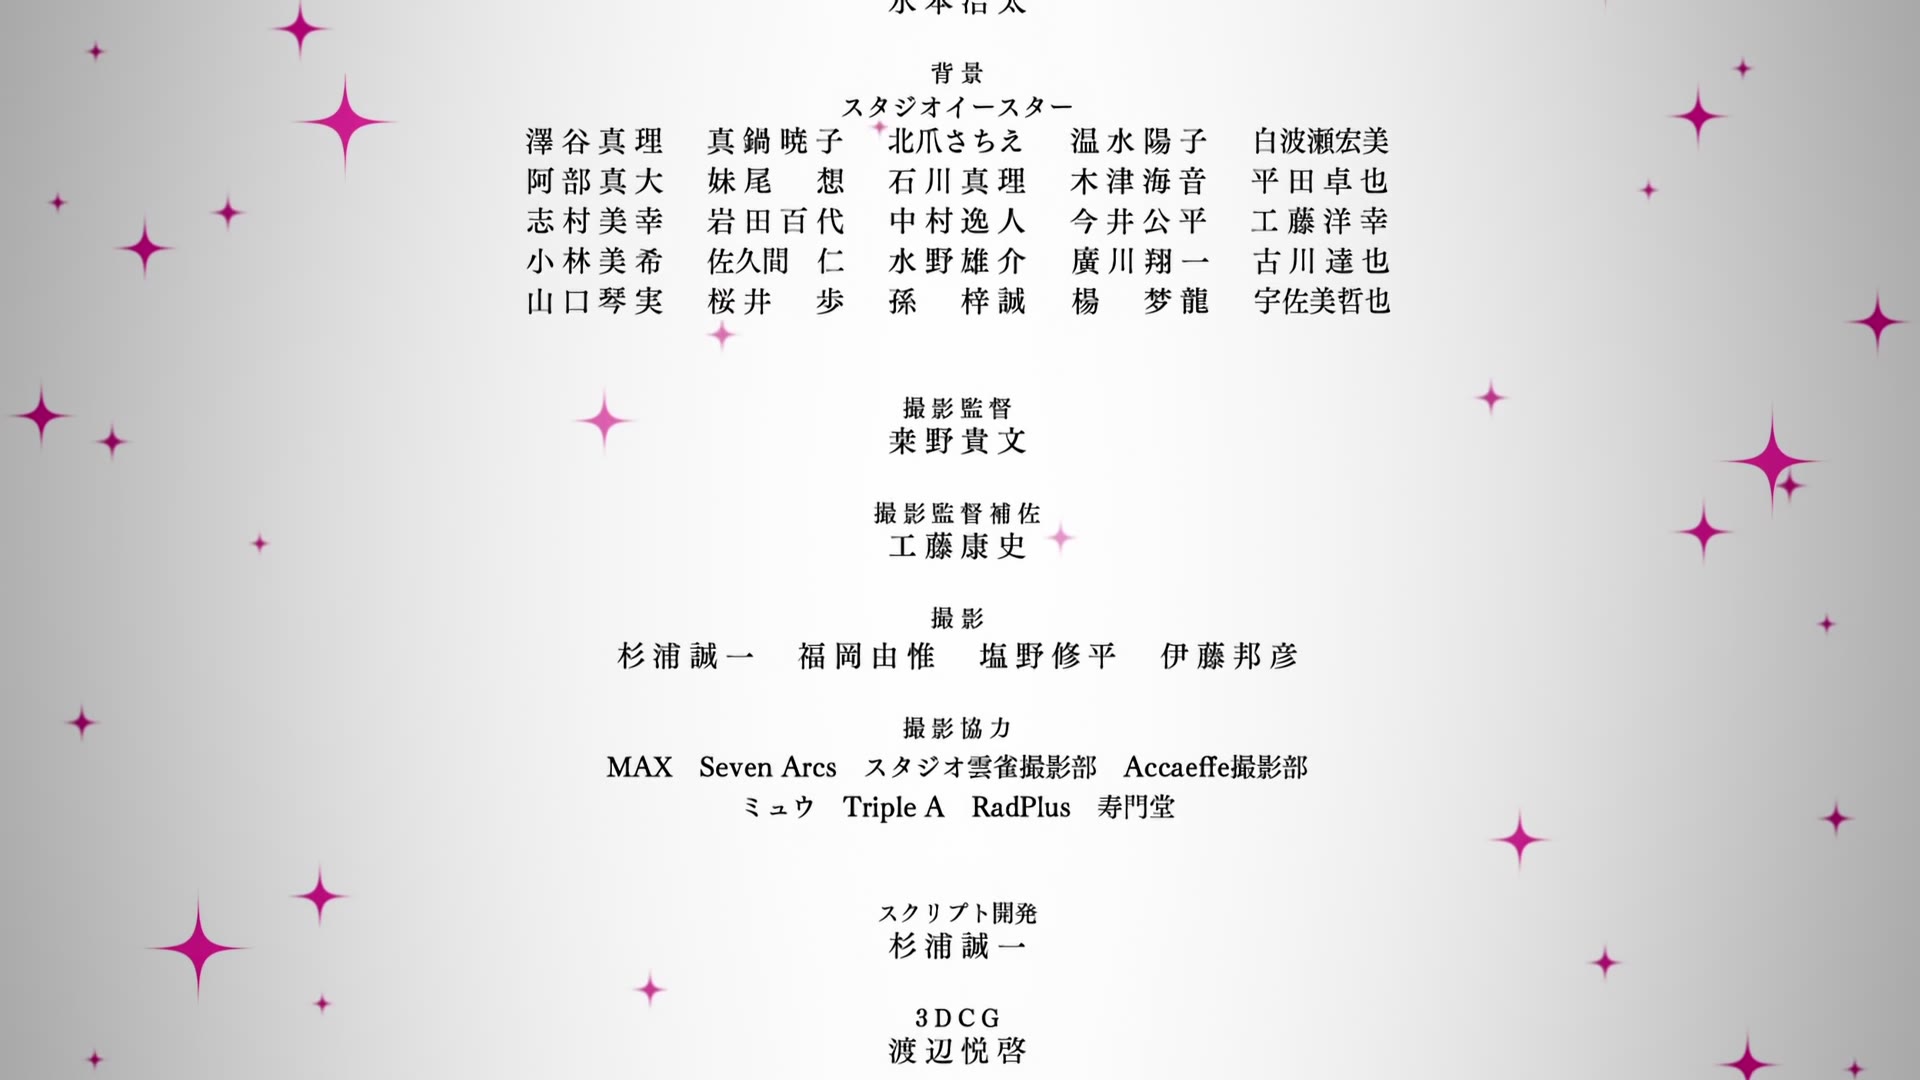 水本浩太
背景
スタジオイースター
澤谷真理　真鍋暁子　北爪さちえ　温水陽子　白波瀬宏美
阿部真大　妹尾　想　石川真理　木津海音　平田卓也
志村美幸　岩田百代　中村逸人　今井公平　工藤洋幸
小林美希　佐久間　仁　水野雄介　廣川翔一　古川達也
山口琴実　桜井　歩　孫　梓誠　楊　梦龍　宇佐美哲也
撮影監督
桒野貴文
撮影監督補佐
工藤康史
撮影
杉浦誠一　福岡由惟　塩野修平　伊藤邦彦
撮影協力
MAX　Seven Arcs　スタジオ雲雀撮影部　Accaeffe撮影部
ミュウ　Triple A　RadPlus　寿門堂
スクリプト開発
杉浦誠一
3DCG
渡辺悦啓